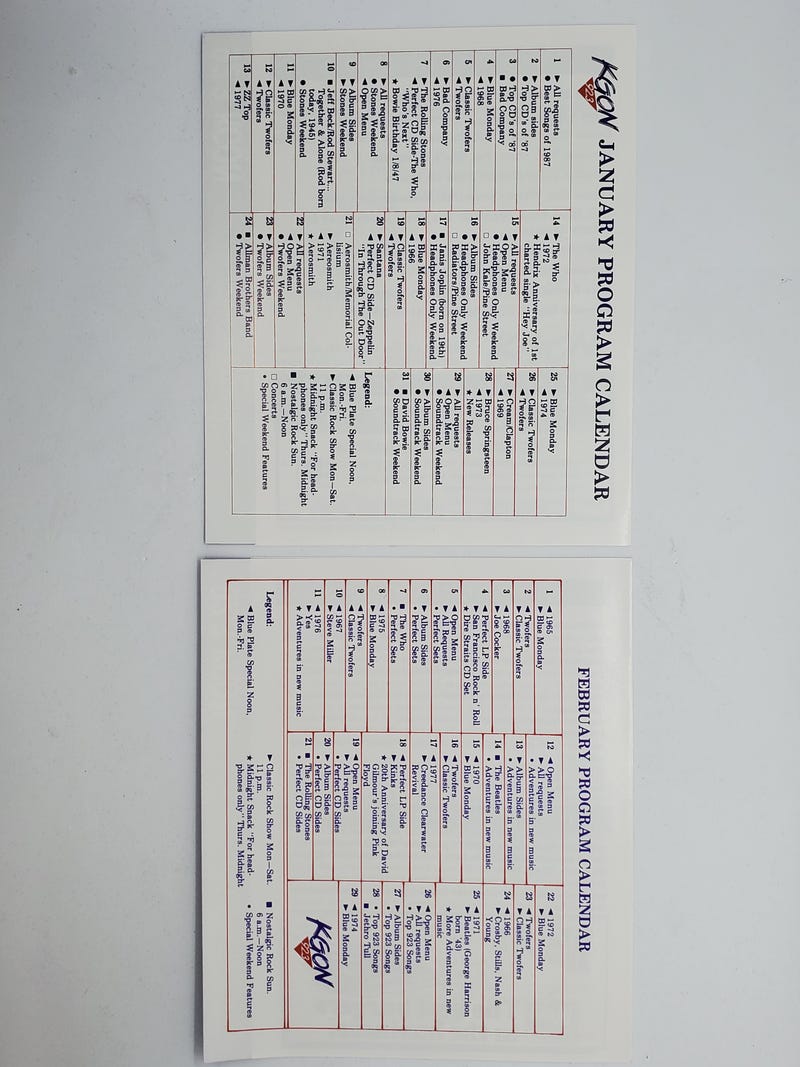 KGON 92.3 JANUARY PROGRAM CALENDAR
1 ▶ All requests
● Best Songs of 1987
2 ▶ Album sides
● Top CD's of '87
3 ● Top CD's of '87
■ Bad Company
4 ▶ Blue Monday
◀ 1968
5 ▶ Classic Twofers
◀ Twofers
6 ▶ Bad Company
◀ 1976
7 ▶ The Rolling Stones
◀ Perfect CD Side-The Who,
"Who's Next"
★ Bowie Birthday 1/8/47
8 ▶ All requests
● Stones Weekend
◀ Open Menu
9 ▶ Album Sides
▶ Stones Weekend
10 ■ Jeff Beck/Rod Stewart...
Together & Alone (Rod born
today, 1945)
● Stones Weekend
11 ▶ Blue Monday
◀ 1970
12 ▶ Classic Twofers
◀ Twofers
13 ▶ ZZ Top
◀ 1977
14 ▶ The Who
◀ 1972
★ Hendrix Anniversary of 1st
charted single "Hey Joe"
15 ▶ All requests
◀ Open Menu
● Headphones Only Weekend
□ John Kale/Pine Street
16 ▶ Album Sides
● Headphones Only Weekend
□ Radiators/Pine Street
17 ■ Janis Joplin (born on 19th)
● Headphones Only Weekend
18 ▶ Blue Monday
◀ 1966
19 ▶ Classic Twofers
◀ Twofers
20 ▶ Santana
◀ Perfect CD Side—Zeppelin
"In Through The Out Door"
21 □ Aerosmith/Memorial Col-
lisium
▶ Aereosmith
◀ 1971
★ Aerosmith
22 ▶ All requests
◀ Open Menu
● Twofers Weekend
23 ▶ Album Sides
● Twofers Weekend
24 ■ Allman Brothers Band
● Twofers Weekend
25 ▶ Blue Monday
◀ 1974
26 ▶ Classic Twofers
◀ Twofers
27 ▶ Cream/Clapton
◀ 1969
28 ▶ Bruce Springsteen
◀ 1973
★ New Releases
29 ▶ All requests
◀ Open Menu
● Soundtrack Weekend
30 ▶ Album Sides
● Soundtrack Weekend
31 ■ David Bowie
● Soundtrack Weekend
Legend:
◀ Blue Plate Special Noon,
Mon.-Fri.
▶ Classic Rock Show Mon—Sat.
11 p.m.
★ Midnight Snack "For head-
phones only" Thurs. Midnight
■ Nostalgic Rock Sun.
6 a.m.—Noon
□ Concerts
• Special Weekend Features
FEBRUARY PROGRAM CALENDAR
1 ◀ 1965
▶ Blue Monday
2 ◀ Twofers
▶ Classic Twofers
3 ◀ 1968
▶ Joe Cocker
4 ◀ Perfect LP Side
▶ San Francisco Rock n' Roll
★ Dire Straits CD Set
5 ◀ Open Menu
▶ All Requests
• Perfect Sets
6 ▶ Album Sides
• Perfect Sets
7 ■ The Who
• Perfect Sets
8 ◀ 1975
▶ Blue Monday
9 ◀ Twofers
◀ Classic Twofers
10 ◀ 1967
▶ Steve Miller
11 ◀ 1976
▶ Yes
★ Adventures in new music
12 ◀ Open Menu
▶ All requests
• Adventures in new music
13 ▶ Album Sides
• Adventures in new music
14 ■ The Beatles
• Adventures in new music
15 ◀ 1970
▶ Blue Monday
16 ◀ Twofers
▶ Classic Twofers
17 ◀ 1977
▶ Creedance Clearwater
Revival
18 ◀ Perfect LP Side
▶ Kinks
★ 20th Anniversary of David
Gilmour's joining Pink
Floyd
19 ◀ Open Menu
▶ All requests
• Perfect CD Sides
20 ▶ Album Sides
• Perfect CD Sides
21 ■ The Rolling Stones
• Perfect CD Sides
22 ◀ 1972
▶ Blue Monday
23 ◀ Twofers
▶ Classic Twofers
24 ◀ 1966
▶ Crosby, Stills, Nash &
Young
25 ◀ 1971
▶ Beatles (George Harrison
born '43)
★ More Adventures in new
music
26 ◀ Open Menu
▶ All requests
• Top 923 Songs
27 ▶ Album Sides
• Top 923 Songs
28 • Top 923 Songs
■ Jethro Tull
29 ◀ 1974
▶ Blue Monday
KGON 92.3
Legend:
◀ Blue Plate Special Noon,
Mon.-Fri.
▶ Classic Rock Show Mon—Sat.
11 p.m.
★ Midnight Snack "For head-
phones only" Thurs. Midnight
■ Nostalgic Rock Sun.
6 a.m.—Noon
• Special Weekend Features